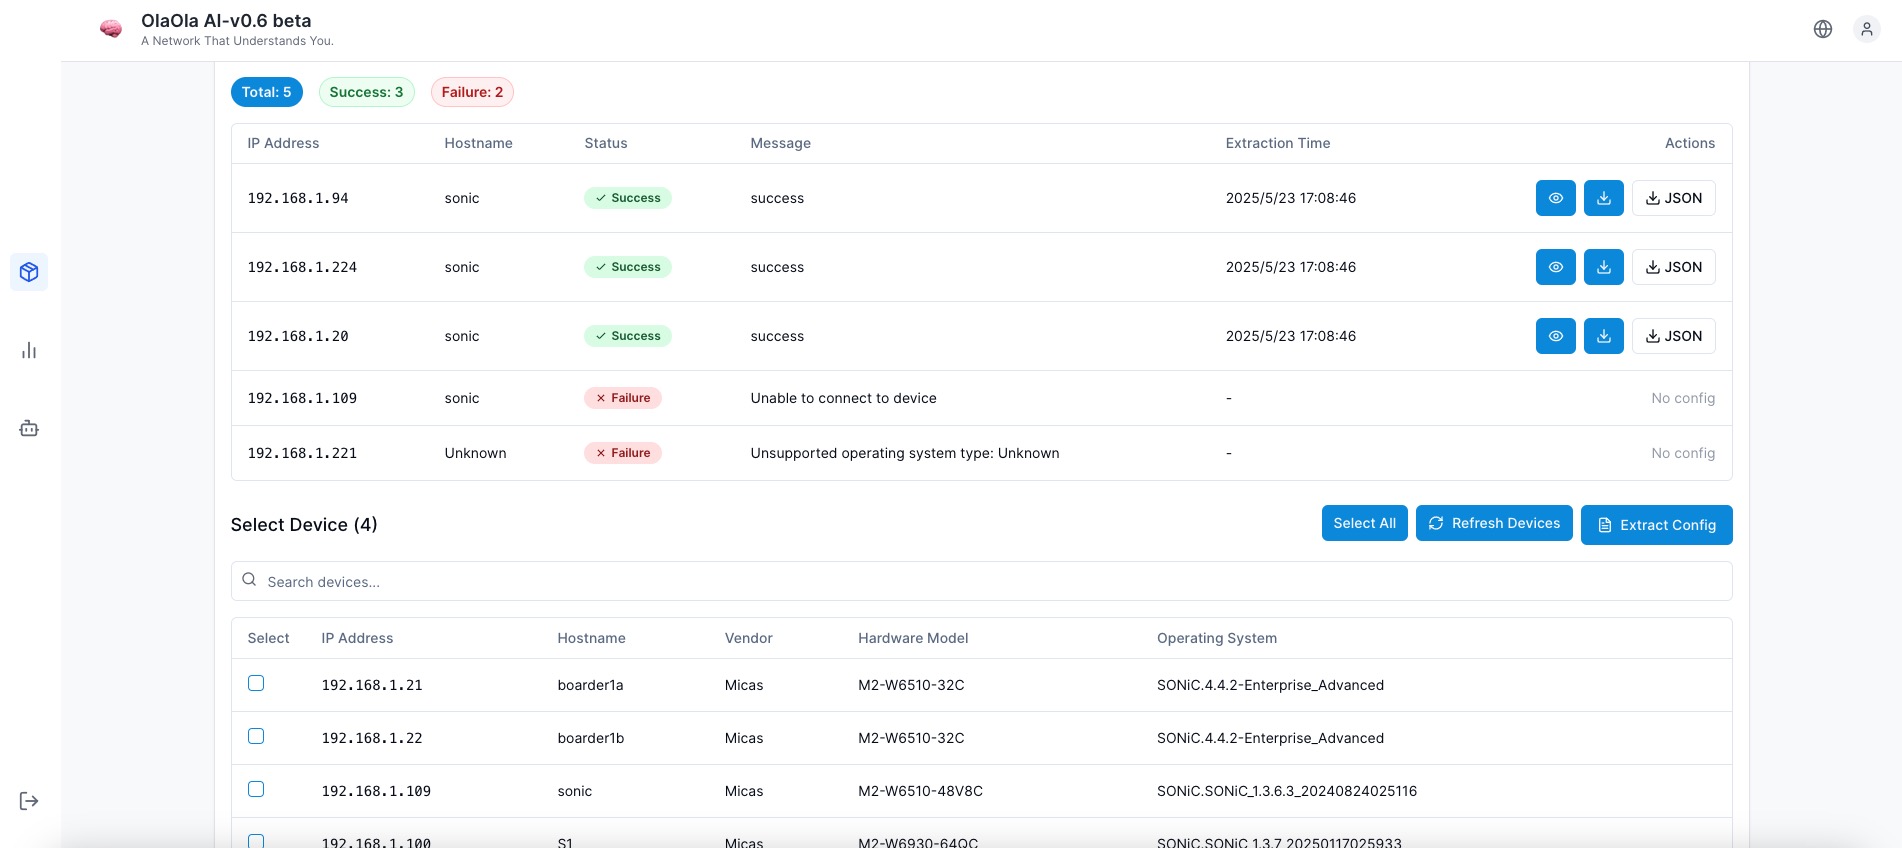 OlaOla AI-v0.6 beta
A Network That Understands You.
Total: 5 Success: 3 Failure: 2
IP Address Hostname Status Message Extraction Time Actions
192.168.1.94 sonic Success success 2025/5/23 17:08:46 JSON
192.168.1.224 sonic Success success 2025/5/23 17:08:46 JSON
192.168.1.20 sonic Success success 2025/5/23 17:08:46 JSON
192.168.1.109 sonic Failure Unable to connect to device - No config
192.168.1.221 Unknown Failure Unsupported operating system type: Unknown - No config
Select Device (4) Select All Refresh Devices Extract Config
Search devices...
Select IP Address Hostname Vendor Hardware Model Operating System
192.168.1.21 boarder1a Micas M2-W6510-32C SONiC.4.4.2-Enterprise_Advanced
192.168.1.22 boarder1b Micas M2-W6510-32C SONiC.4.4.2-Enterprise_Advanced
192.168.1.109 sonic Micas M2-W6510-48V8C SONiC.SONiC_1.3.6.3_20240824025116
192.168.1.100 S1 Micas M2-W6930-64QC SONiC.SONiC_1.3.7_20250117025933